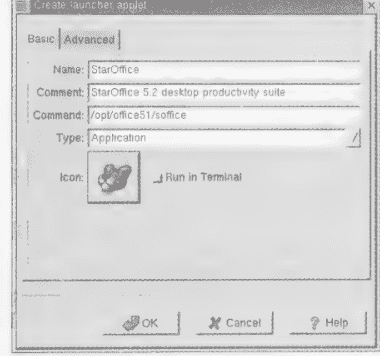 Create launcher applet
Basic Advanced
Name: StarOffice
Comment: StarOffice 5.2 desktop productivity suite
Command: /opt/office51/soffice
Type: Application
Icon: Run in Terminal
OK Cancel Help